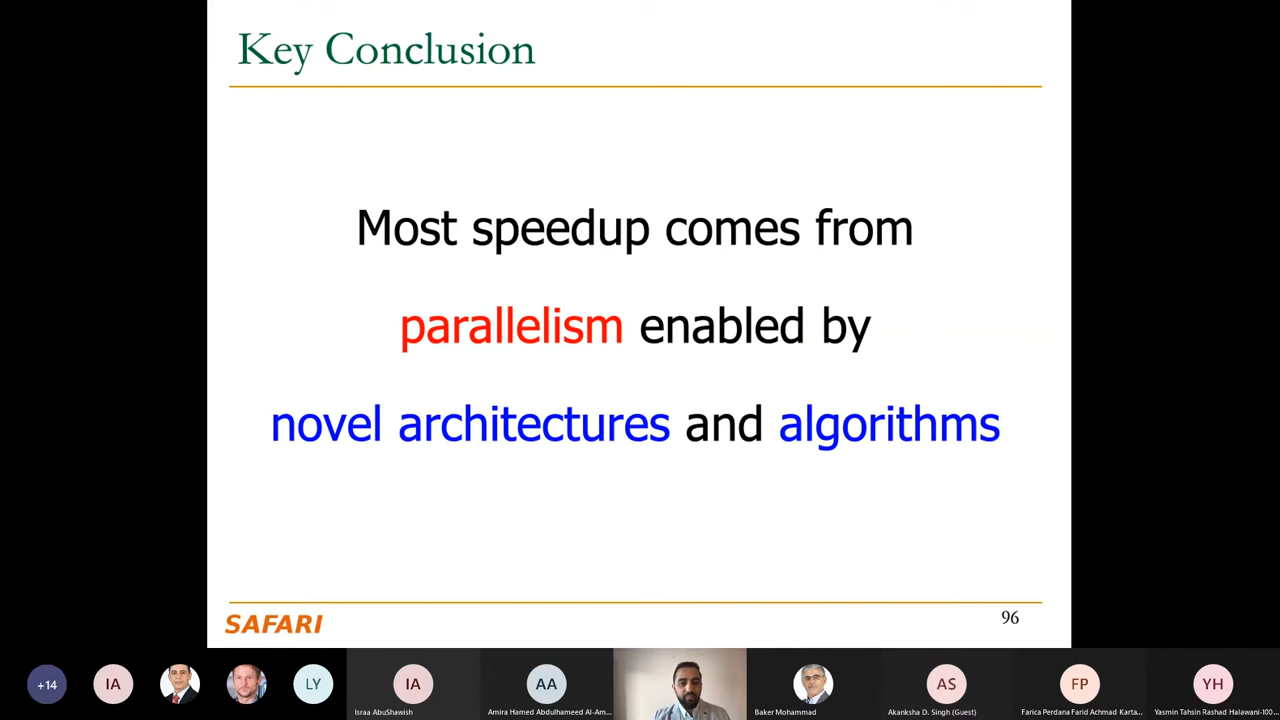 Key Conclusion
Most speedup comes from
parallelism enabled by
novel architectures and algorithms
SAFARI
96
+14
IA
LY
IA
AA
AS
FP
YH
Israa AbuShawish
Amira Hamed Abdulhameed Al-Am...
Baker Mohammad
Akanksha D. Singh (Guest)
Farica Perdana Farid Achmad Karta...
Yasmin Tahsin Rashad Halawani-100